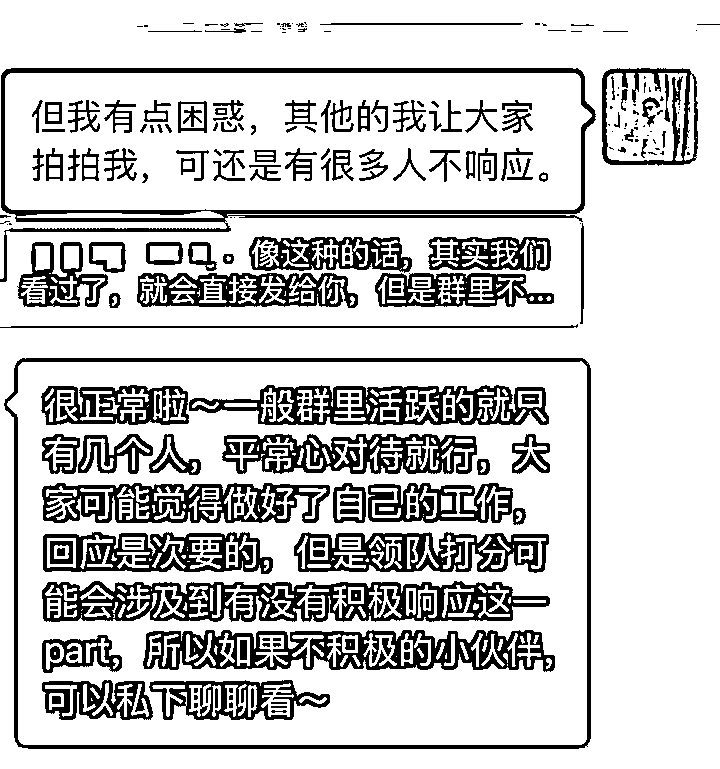 但我有点困惑，其他的我让大家
拍拍我，可还是有很多人不响应。
。像这种的话，其实我们
看过了，就会直接发给你，但是群里不...
很正常啦～一般群里活跃的就只
有几个人，平常心对待就行，大
家可能觉得做好了自己的工作，
回应是次要的，但是领队打分可
能会涉及到有没有积极响应这一
part，所以如果不积极的小伙伴，
可以私下聊聊看～